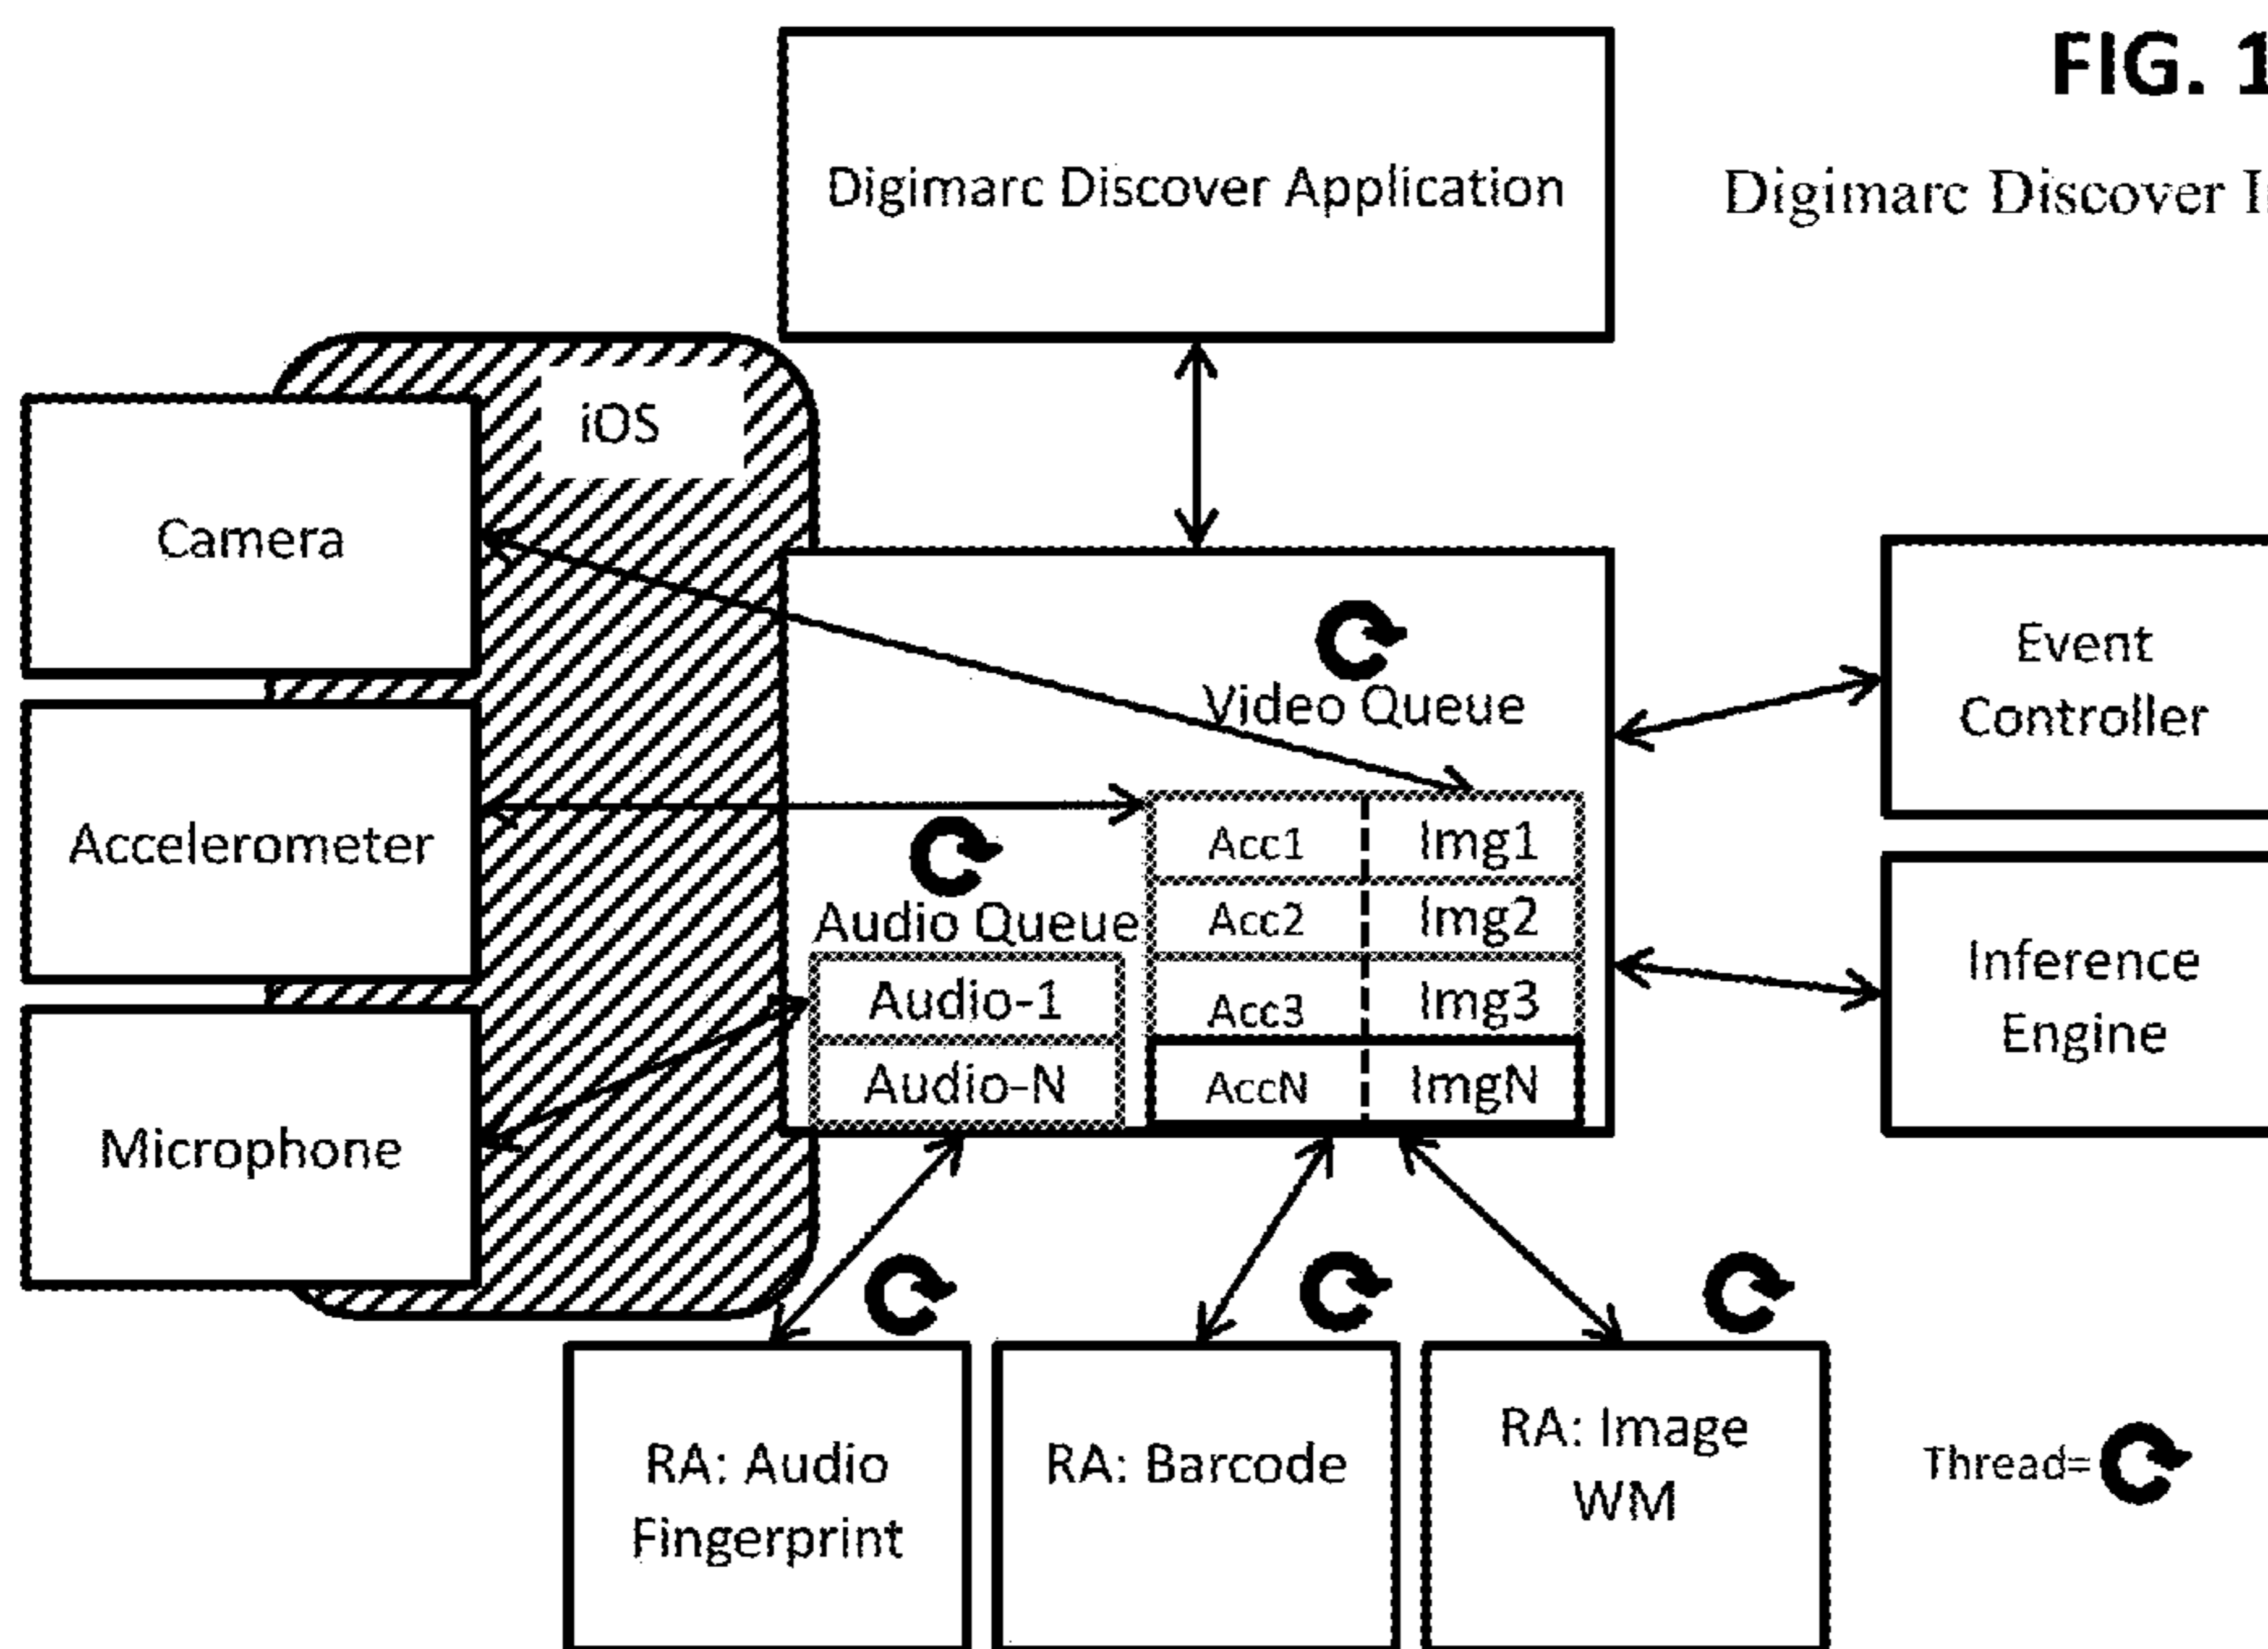 FIG. 1
Digimarc Discover Application
Digimarc Discover
iOS
Camera
Accelerometer
Microphone
Video Queue
Audio Queue
Acc1 Img1
Acc2 Img2
Acc3 Img3
AccN ImgN
Audio-1
Audio-N
Event
Controller
Inference
Engine
RA: Audio
Fingerprint
RA: Barcode
RA: Image
WM
Thread=